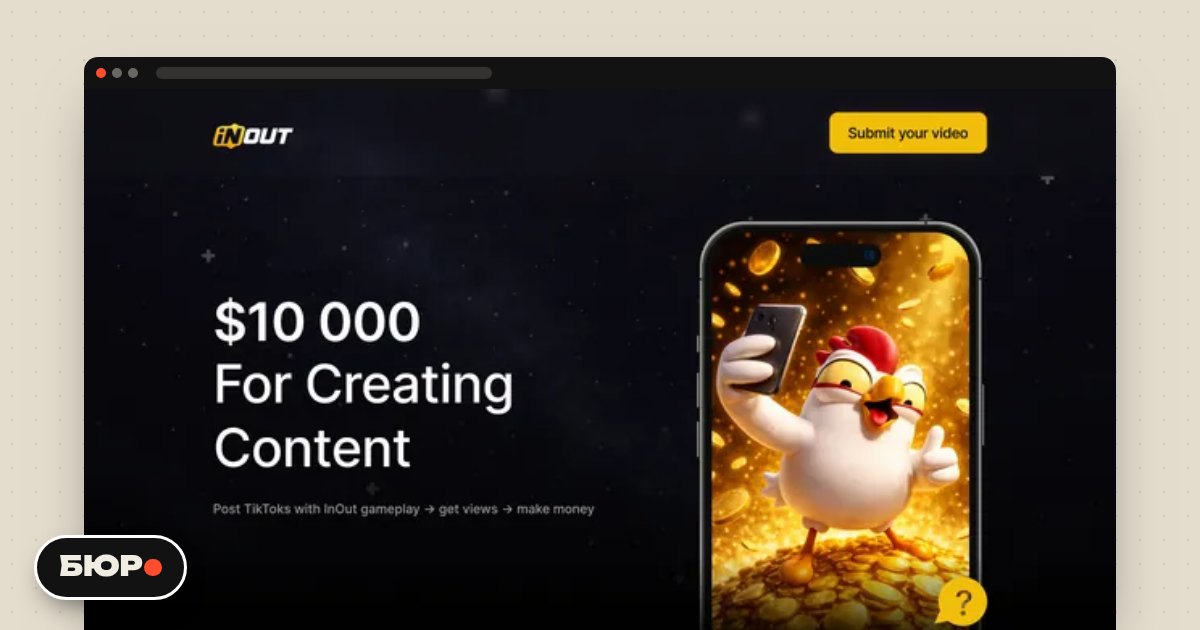 iNOUT
Submit your video
$10 000
For Creating
Content
Post TikToks with InOut gameplay → get views → make money
?
БЮРО